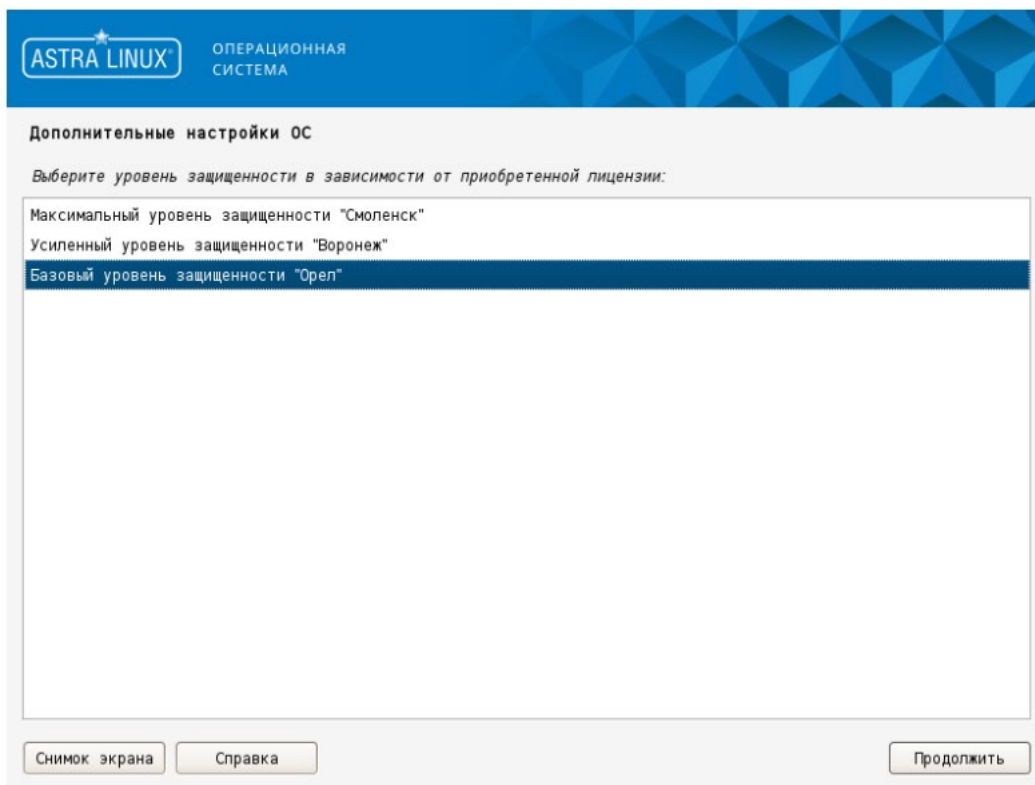 ASTRA LINUX®
ОПЕРАЦИОННАЯ
СИСТЕМА
Дополнительные настройки ОС
Выберите уровень защищенности в зависимости от приобретенной лицензии:
Максимальный уровень защищенности "Смоленск"
Усиленный уровень защищенности "Воронеж"
Базовый уровень защищенности "Орел"
Снимок экрана
Справка
Продолжить